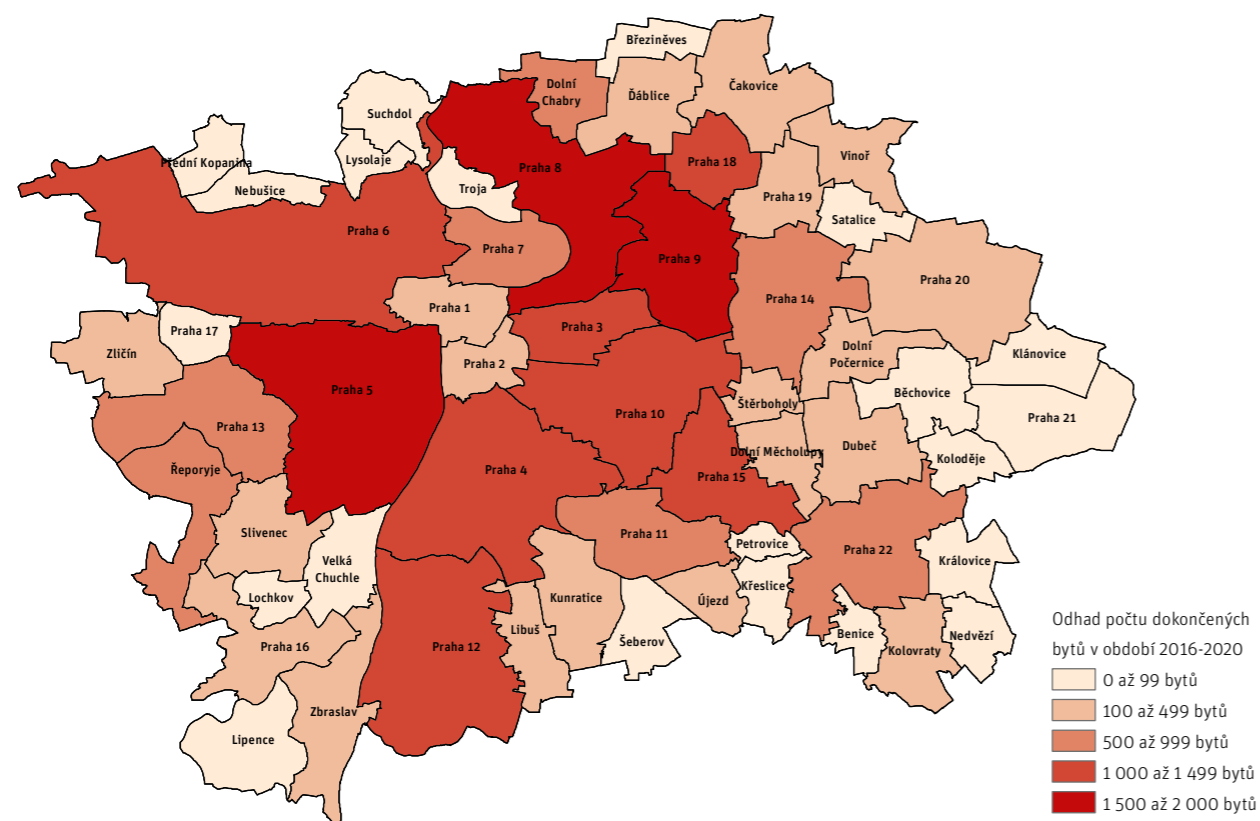 Březiněves
Dolní
Chabry
Ďáblice
Čakovice
Suchdol
Přední Kopanina
Lysolaje
Nebušice
Troja
Praha 8
Praha 18
Vinoř
Praha 19
Satalice
Praha 6
Praha 7
Praha 9
Praha 20
Praha 14
Praha 1
Praha 3
Praha 17
Zličín
Praha 2
Dolní
Počernice
Klánovice
Praha 5
Běchovice
Štěrboholy
Praha 10
Praha 21
Praha 13
Dolní Měcholupy
Dubeč
Koloděje
Řeporyje
Praha 4
Praha 15
Slivenec
Praha 11
Petrovice
Praha 22
Velká
Chuchle
Královice
Křeslice
Lochkov
Kunratice
Újezd
Libuš
Šeberov
Benice
Nedvězí
Kolovraty
Praha 16
Praha 12
Zbraslav
Lipence
Odhad počtu dokončených
bytů v období 2016-2020
0 až 99 bytů
100 až 499 bytů
500 až 999 bytů
1 000 až 1 499 bytů
1 500 až 2 000 bytů